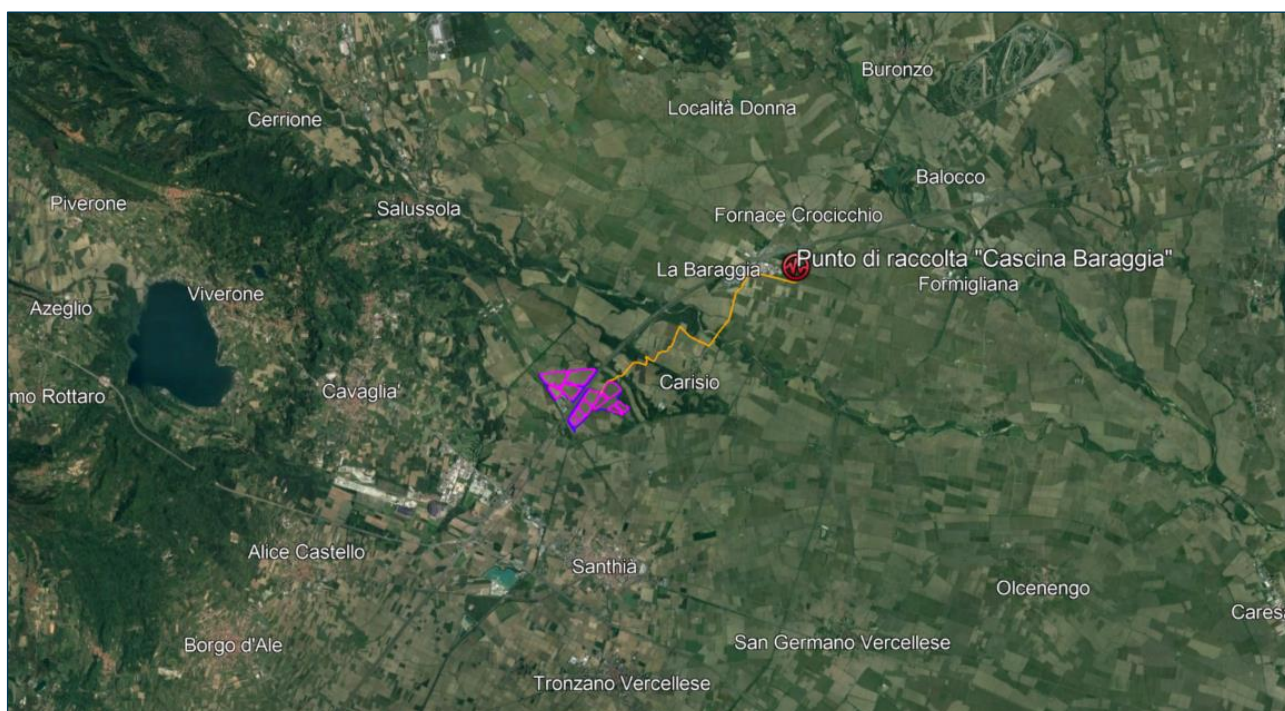 Buronzo
Località Donna
Cerrione
Balocco
Piverone
Salussola
Fornace Crocicchio
Punto di raccolta "Cascina Baraggia"
La Baraggia
Formigliana
Viverone
Azeglio
Carisio
Cavaglia'
mo Rottaro
Alice Castello
Santhià
Olcenengo
Caresa
San Germano Vercellese
Borgo d'Ale
Tronzano Vercellese